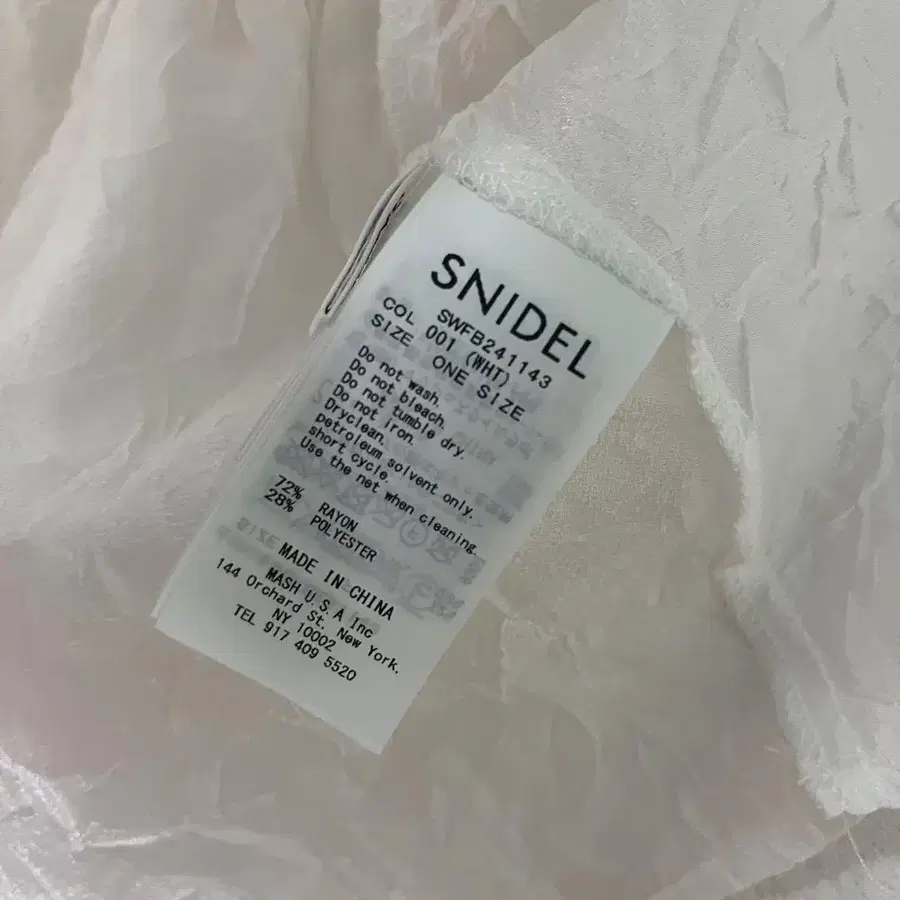 SNIDEL
SWFB241143
COL 001 (WHT)
SIZE ONE SIZE
Do not wash.
Do not bleach.
Do not tumble dry.
Do not iron.
Dryclean.
petroleum solvent only.
short cycle.
Use the net when cleaning.
72% RAYON
28% POLYESTER
MADE IN CHINA
MASH U.S.A Inc
144 Orchard St. New York.
NY 10002
TEL 917 409 5520